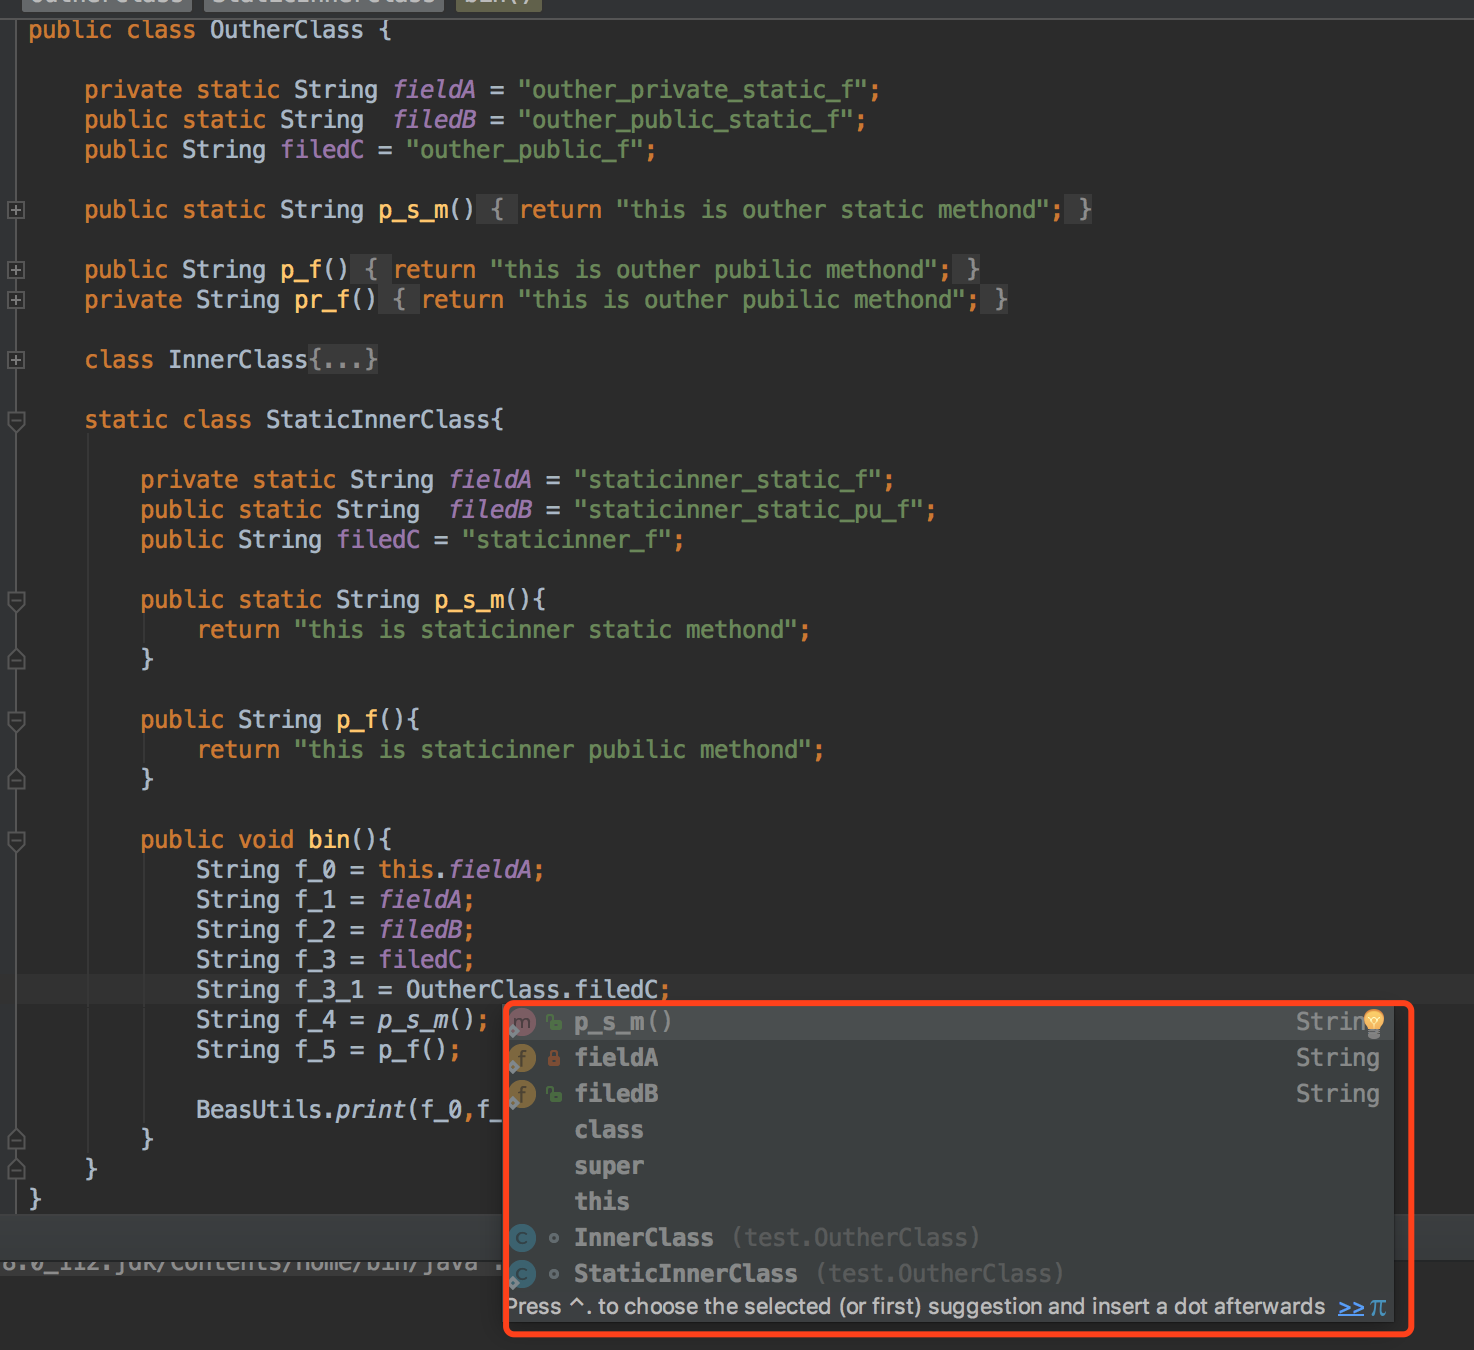 OutherClass StaticInnerClass bin()
public class OutherClass {
private static String fieldA = "outher_private_static_f";
public static String  filedB = "outher_public_static_f";
public String filedC = "outher_public_f";
public static String p_s_m() { return "this is outher static methond"; }
public String p_f() { return "this is outher pubilic methond"; }
private String pr_f() { return "this is outher pubilic methond"; }
class InnerClass{...}
static class StaticInnerClass{
private static String fieldA = "staticinner_static_f";
public static String  filedB = "staticinner_static_pu_f";
public String filedC = "staticinner_f";
public static String p_s_m(){
return "this is staticinner static methond";
}
public String p_f(){
return "this is staticinner pubilic methond";
}
public void bin(){
String f_0 = this.fieldA;
String f_1 = fieldA;
String f_2 = filedB;
String f_3 = filedC;
String f_3_1 = OutherClass.filedC;
String f_4 = p_s_m();
String f_5 = p_f();
BeasUtils.print(f_0,f_
}
}
}
m p_s_m() String
f fieldA String
f filedB String
class
super
this
C InnerClass (test.OutherClass)
C StaticInnerClass (test.OutherClass)
Press ^. to choose the selected (or first) suggestion and insert a dot afterwards >> π
8.0_112.jdk/Contents/Home/bin/java .